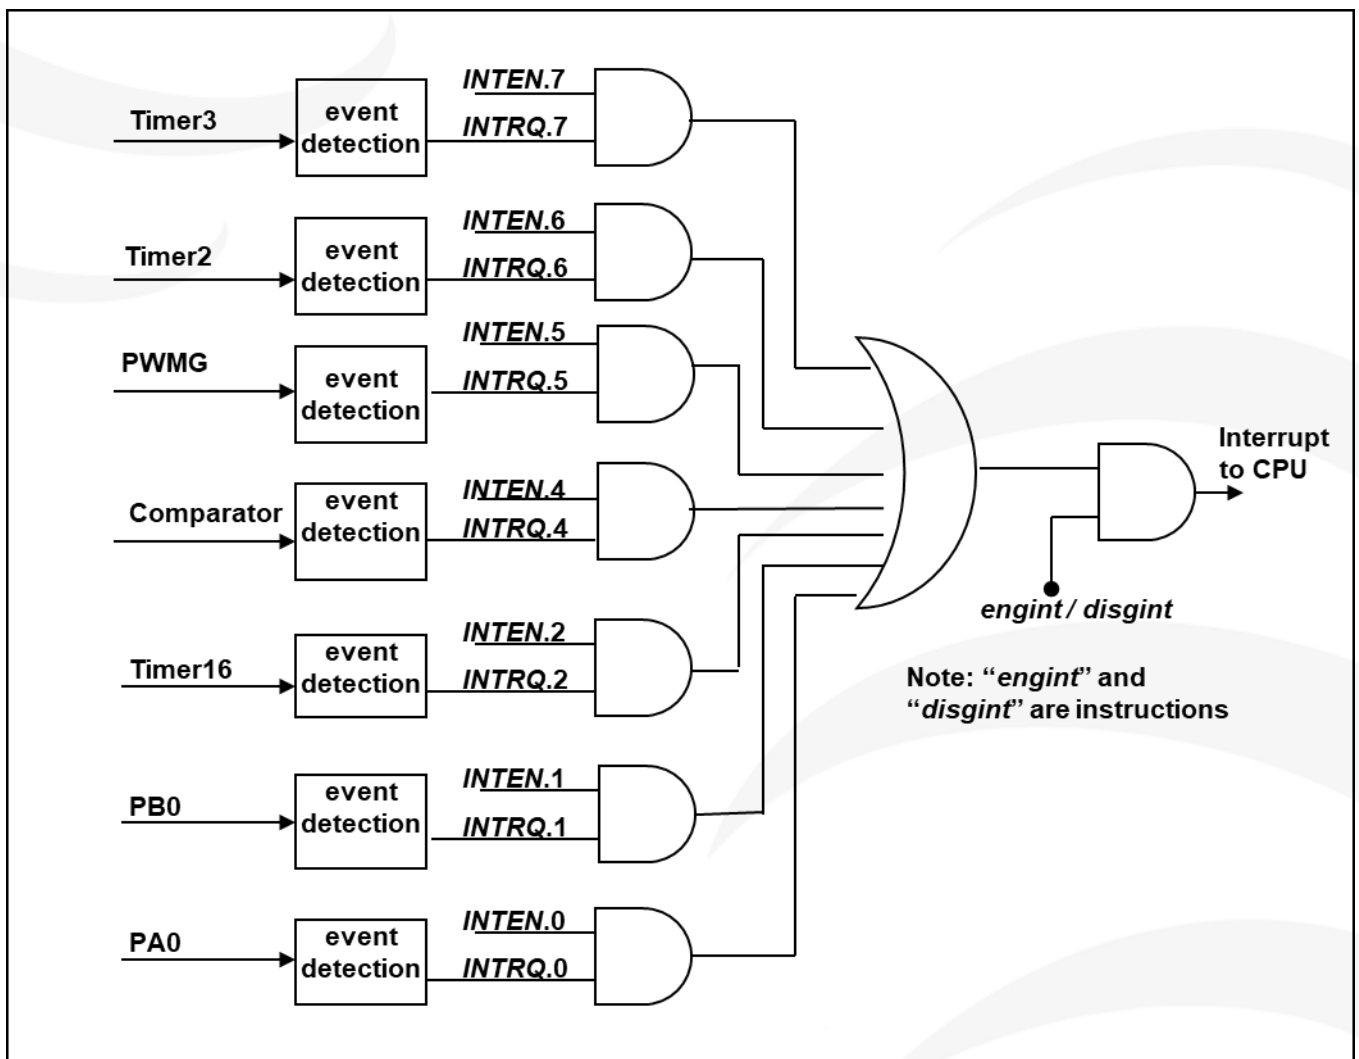 Timer3
event
detection
INTEN.7
INTRQ.7
Timer2
event
detection
INTEN.6
INTRQ.6
PWMG
event
detection
INTEN.5
INTRQ.5
Comparator
event
detection
INTEN.4
INTRQ.4
Timer16
event
detection
INTEN.2
INTRQ.2
PB0
event
detection
INTEN.1
INTRQ.1
PA0
event
detection
INTEN.0
INTRQ.0
Interrupt
to CPU
engint / disgint
Note: “engint” and
“disgint” are instructions